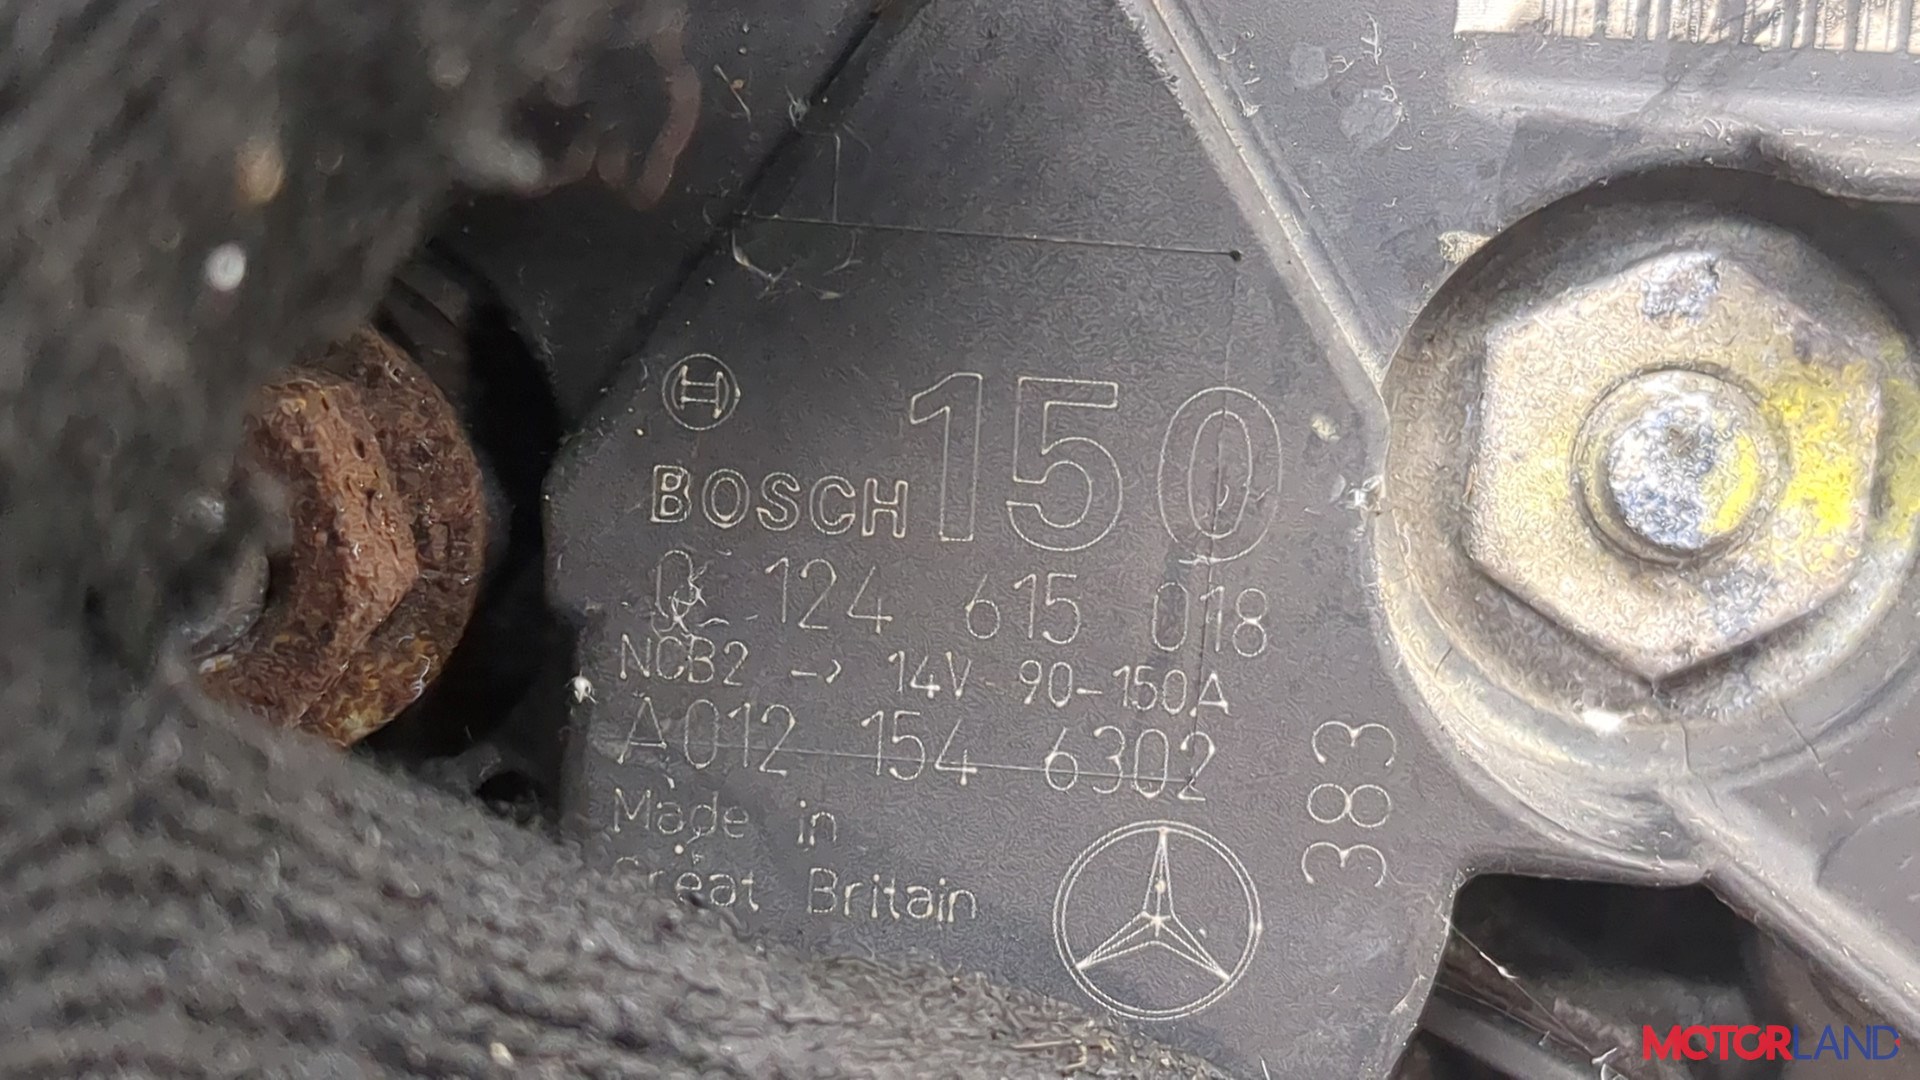 150
BOSCH
0 124 615 018
NCB2 -> 14V 90-150A
A012 154 6302
Made in
Great Britain
383
MOTORLAND